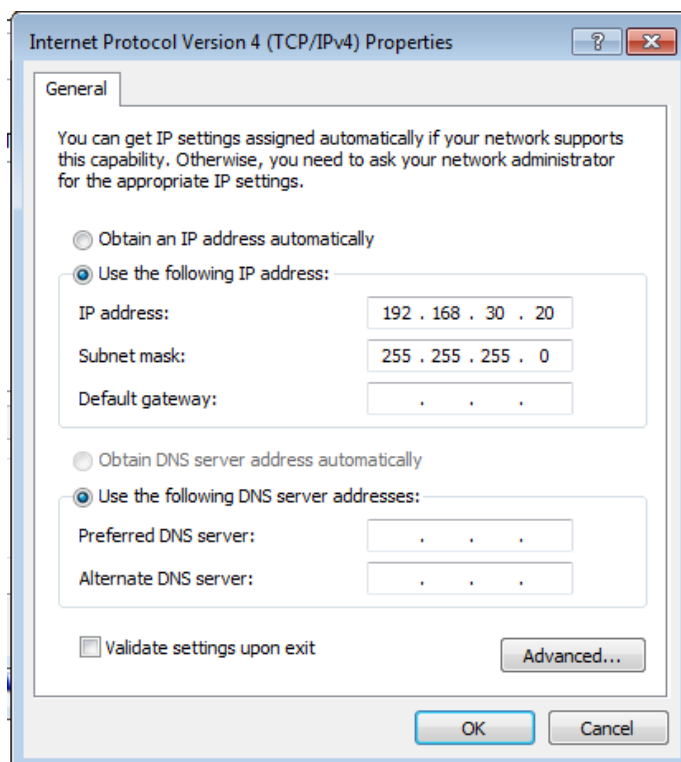 Internet Protocol Version 4 (TCP/IPv4) Properties
General
You can get IP settings assigned automatically if your network supports
this capability. Otherwise, you need to ask your network administrator
for the appropriate IP settings.
Obtain an IP address automatically
Use the following IP address:
IP address: 192 . 168 . 30 . 20
Subnet mask: 255 . 255 . 255 . 0
Default gateway: . . .
Obtain DNS server address automatically
Use the following DNS server addresses:
Preferred DNS server: . . .
Alternate DNS server: . . .
Validate settings upon exit
Advanced...
OK Cancel